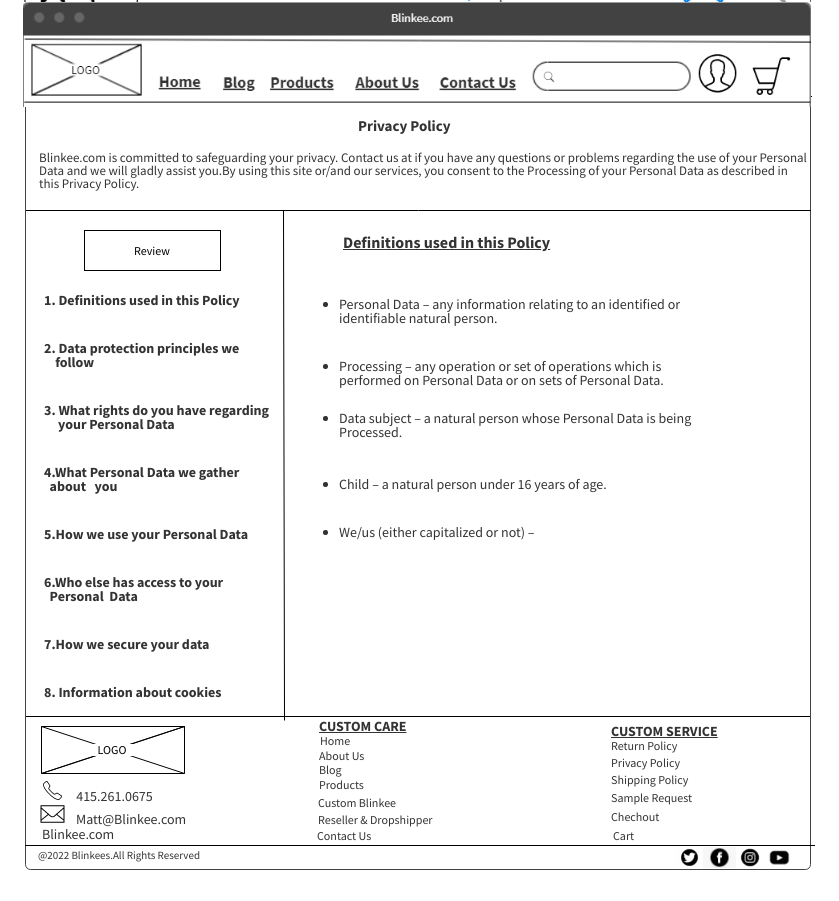 Blinkee.com
LOGO
Home Blog Products About Us Contact Us
Privacy Policy
Blinkee.com is committed to safeguarding your privacy. Contact us at if you have any questions or problems regarding the use of your Personal
Data and we will gladly assist you.By using this site or/and our services, you consent to the Processing of your Personal Data as described in
this Privacy Policy.
Review
1. Definitions used in this Policy
2. Data protection principles we
follow
3. What rights do you have regarding
your Personal Data
4.What Personal Data we gather
about you
5.How we use your Personal Data
6.Who else has access to your
Personal Data
7.How we secure your data
8. Information about cookies
Definitions used in this Policy
• Personal Data – any information relating to an identified or
identifiable natural person.
• Processing – any operation or set of operations which is
performed on Personal Data or on sets of Personal Data.
• Data subject – a natural person whose Personal Data is being
Processed.
• Child – a natural person under 16 years of age.
• We/us (either capitalized or not) –
LOGO
415.261.0675
Matt@Blinkee.com
Blinkee.com
CUSTOM CARE
Home
About Us
Blog
Products
Custom Blinkee
Reseller & Dropshipper
Contact Us
CUSTOM SERVICE
Return Policy
Privacy Policy
Shipping Policy
Sample Request
Chechout
Cart
@2022 Blinkees.All Rights Reserved